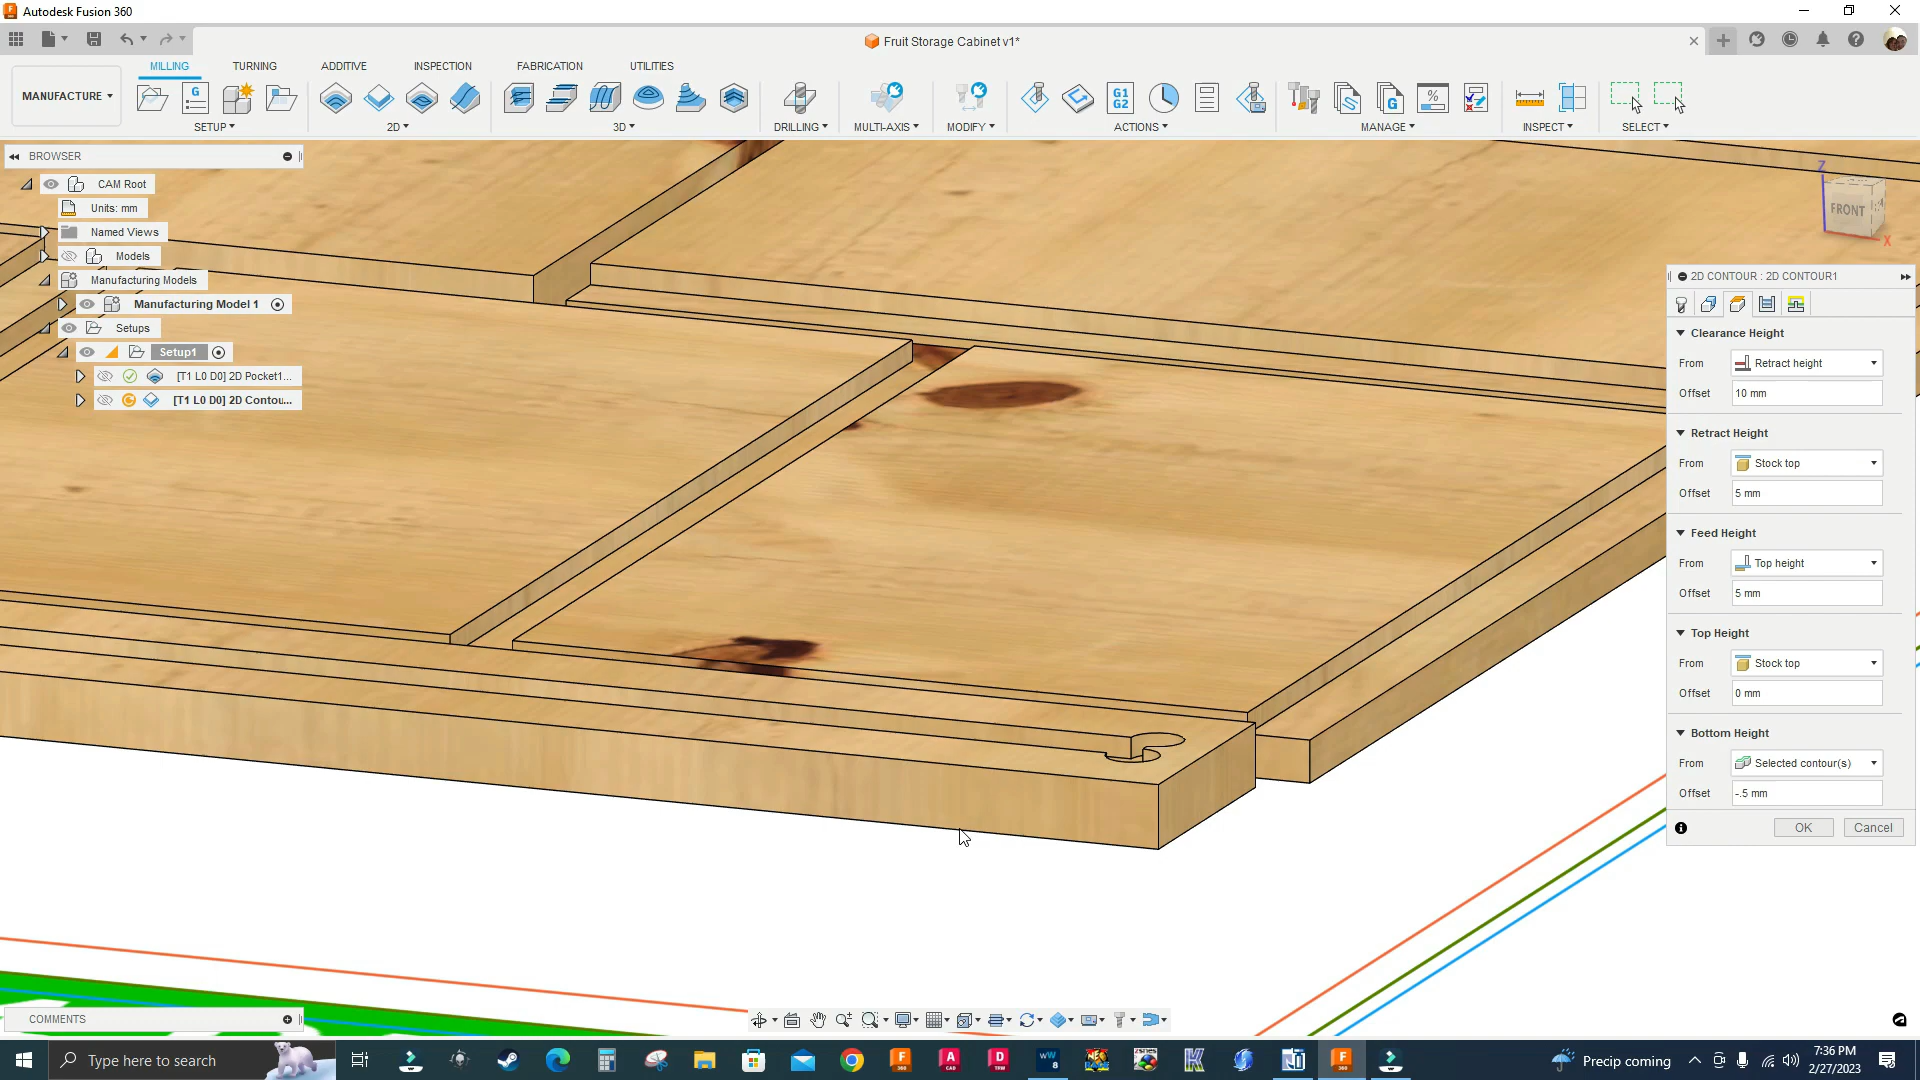 Autodesk Fusion 360
Fruit Storage Cabinet v1*
MILLING
TURNING
ADDITIVE
INSPECTION
FABRICATION
UTILITIES
MANUFACTURE
G
G1
G2
S
G
%
SETUP
2D
3D
DRILLING
MULTI-AXIS
MODIFY
ACTIONS
MANAGE
INSPECT
SELECT
BROWSER
CAM Root
Units: mm
Named Views
Models
Manufacturing Models
Manufacturing Model 1
Setups
Setup1
[T1 L0 D0] 2D Pocket1...
[T1 L0 D0] 2D Contou...
Z
FRONT
X
2D CONTOUR : 2D CONTOUR1
Clearance Height
From Retract height
Offset 10 mm
Retract Height
From Stock top
Offset 5 mm
Feed Height
From Top height
Offset 5 mm
Top Height
From Stock top
Offset 0 mm
Bottom Height
From Selected contour(s)
Offset -.5 mm
OK
Cancel
COMMENTS
Type here to search
Precip coming
7:36 PM
2/27/2023